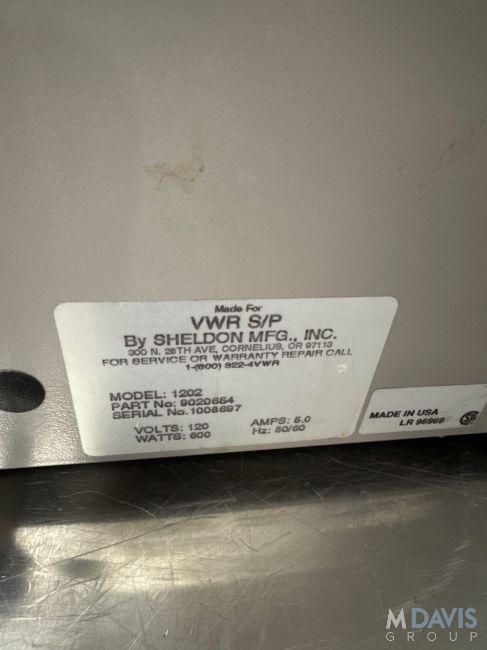 Made For
VWR S/P
By SHELDON MFG., INC.
300 N. 26TH AVE, CORNELIUS, OR 97113
FOR SERVICE OR WARRANTY REPAIR CALL
1-(800) 932-4VWR
MODEL: 1202
PART No: 9020654
SERIAL No. 1008697
VOLTS: 120 AMPS: 5.0
WATTS: 600 Hz: 50/60
MADE IN USA
LR 96969
M DAVIS
GROUP